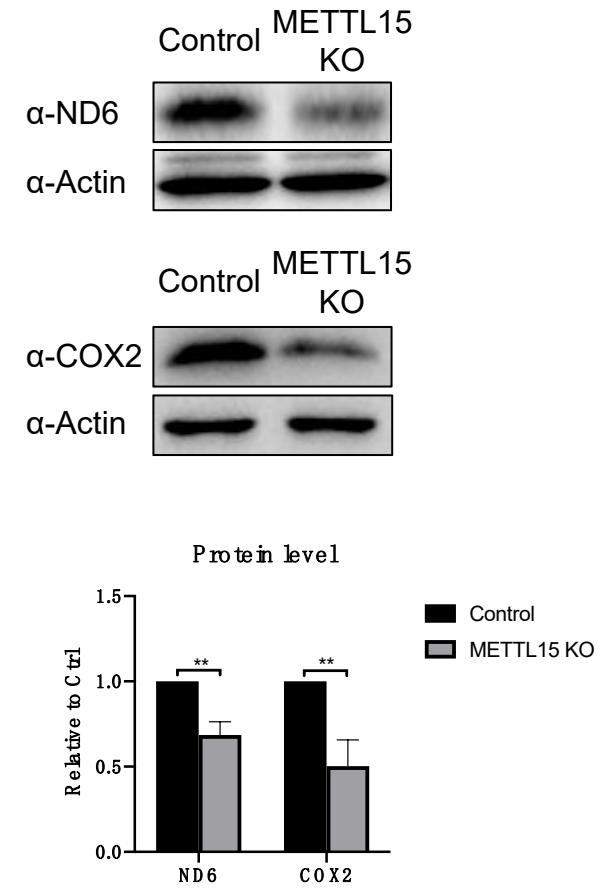 Control METTL15 KO
α-ND6
α-Actin
Control METTL15 KO
α-COX2
α-Actin
Protein level
Relative to Ctrl
1.5
1.0
0.5
0.0
**
**
ND6
COX2
Control
METTL15 KO